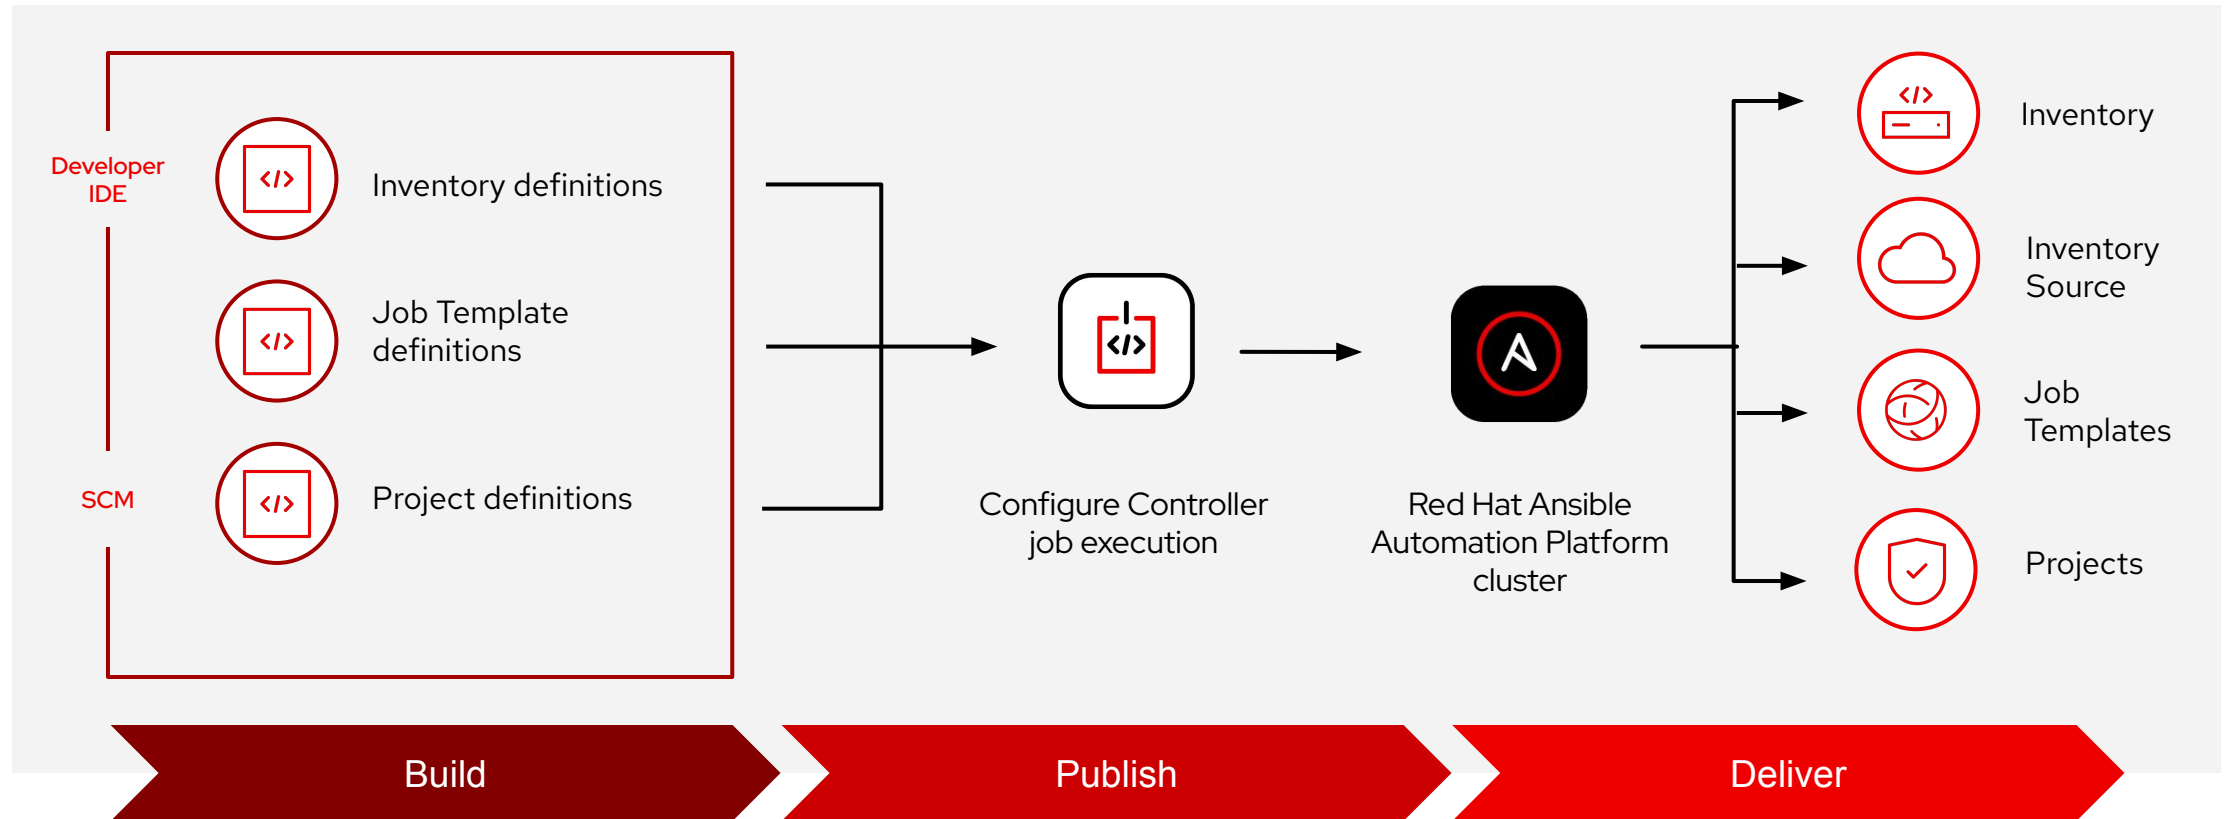 Developer
IDE
SCM
</>
Inventory definitions
</>
Job Template
definitions
</>
Project definitions
</>
Configure Controller
job execution
Red Hat Ansible
Automation Platform
cluster
</>
Inventory
Inventory
Source
Job
Templates
Projects
Build
Publish
Deliver